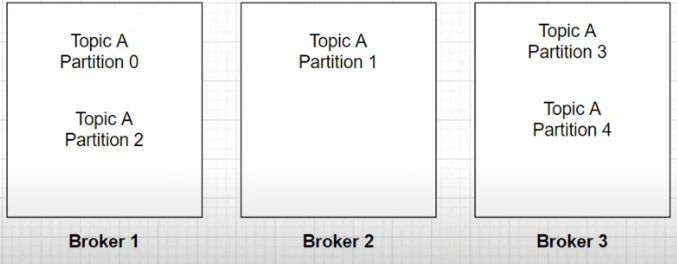 Topic A
Partition 0
Topic A
Partition 2
Broker 1
Topic A
Partition 1
Broker 2
Topic A
Partition 3
Topic A
Partition 4
Broker 3